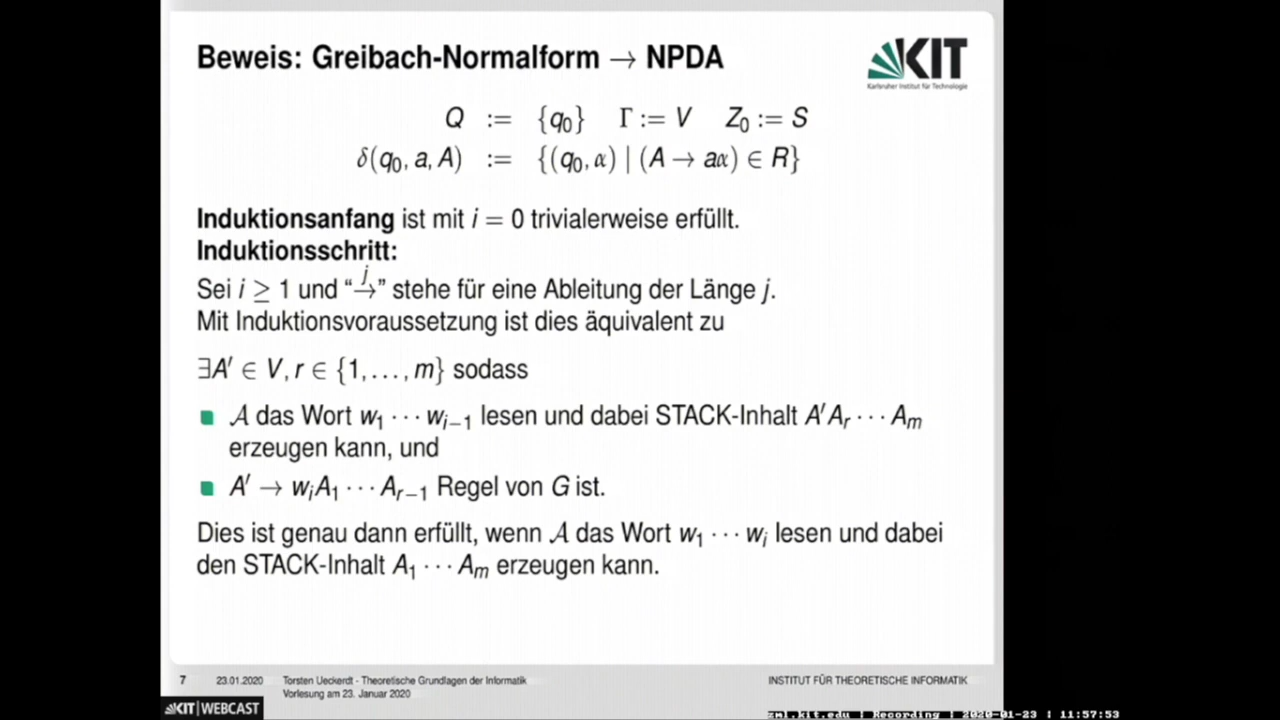 Beweis: Greibach-Normalform → NPDA
KIT
Karlsruher Institut für Technologie
Q := {q₀} Γ := V Z₀ := S
δ(q₀, a, A) := {(q₀, α) | (A → aα) ∈ R}
Induktionsanfang ist mit i = 0 trivialerweise erfüllt.
Induktionsschritt:
Sei i ≥ 1 und “→ʲ” stehe für eine Ableitung der Länge j.
Mit Induktionsvoraussetzung ist dies äquivalent zu
∃A′ ∈ V, r ∈ {1, . . . , m} sodass
𝒜 das Wort w₁ · · · wᵢ₋₁ lesen und dabei STACK-Inhalt A′Aᵣ · · · Aₘ
erzeugen kann, und
A′ → wᵢA₁ · · · Aᵣ₋₁ Regel von G ist.
Dies ist genau dann erfüllt, wenn 𝒜 das Wort w₁ · · · wᵢ lesen und dabei
den STACK-Inhalt A₁ · · · Aₘ erzeugen kann.
7 23.01.2020 Torsten Ueckerdt - Theoretische Grundlagen der Informatik INSTITUT FÜR THEORETISCHE INFORMATIK
Vorlesung am 23. Januar 2020
KIT | WEBCAST
zml.kit.edu | Recording | 2020-01-23 | 11:57:53